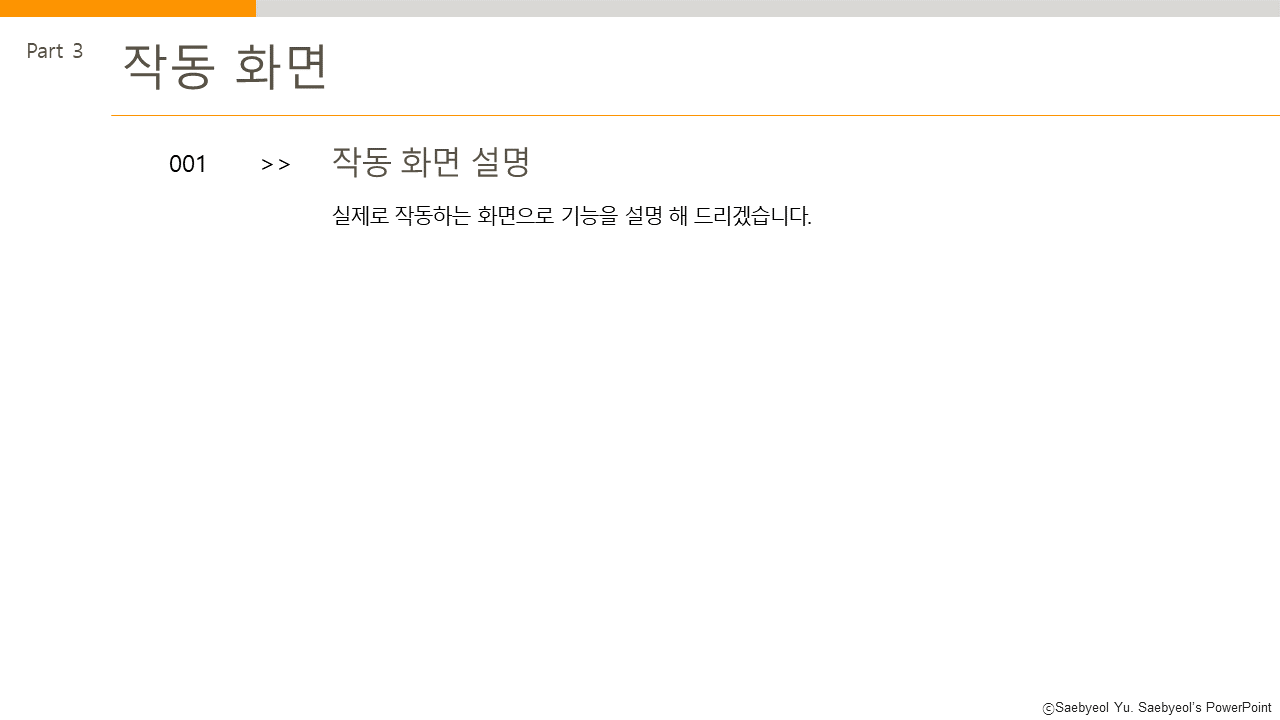 Part 3
작동 화면
001 >> 작동 화면 설명
실제로 작동하는 화면으로 기능을 설명 해 드리겠습니다.
ⓒSaebyeol Yu. Saebyeol's PowerPoint